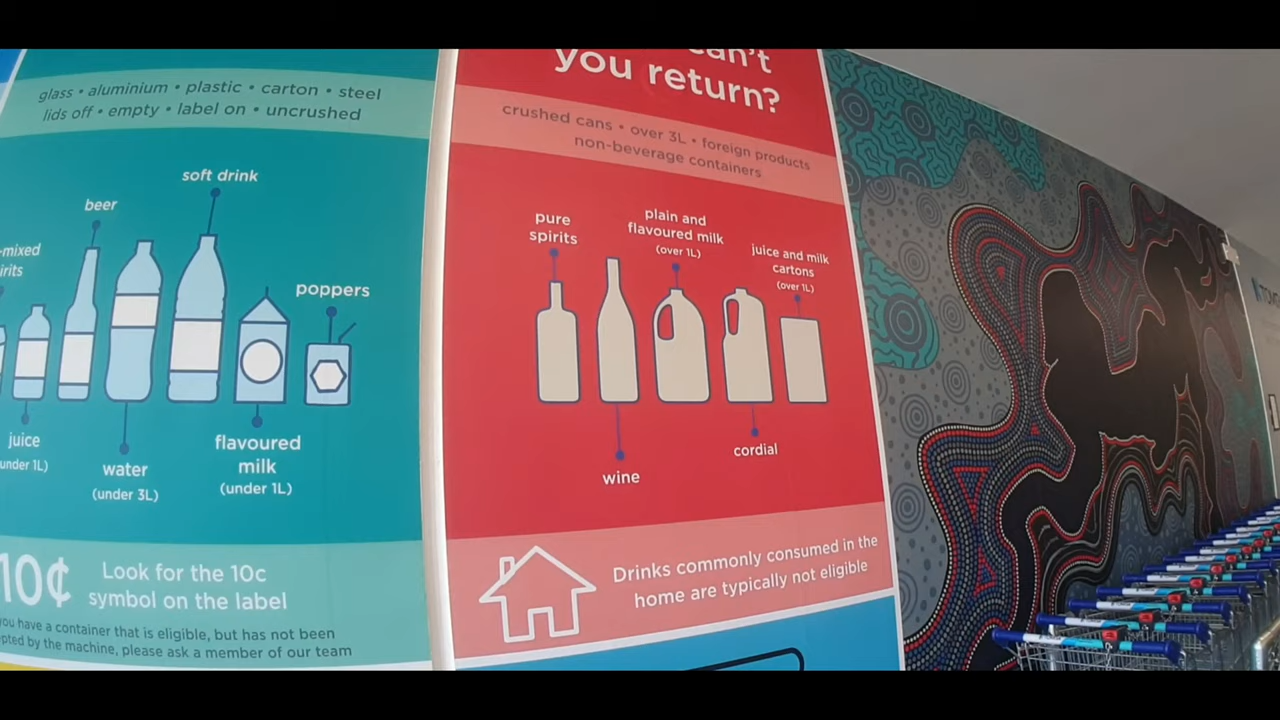 glass • aluminium • plastic • carton • steel
lids off • empty • label on • uncrushed
soft drink
beer
poppers
juice
water
(under 3L)
flavoured
milk
(under 1L)
10¢
Look for the 10c
symbol on the label
you have a container that is eligible, but has not been
by the machine, please ask a member of our team
can't
you return?
crushed cans • over 3L • foreign products
non-beverage containers
pure
spirits
plain and
flavoured milk
(over 1L)
juice and milk
cartons
(over 1L)
cordial
wine
Drinks commonly consumed in the
home are typically not eligible